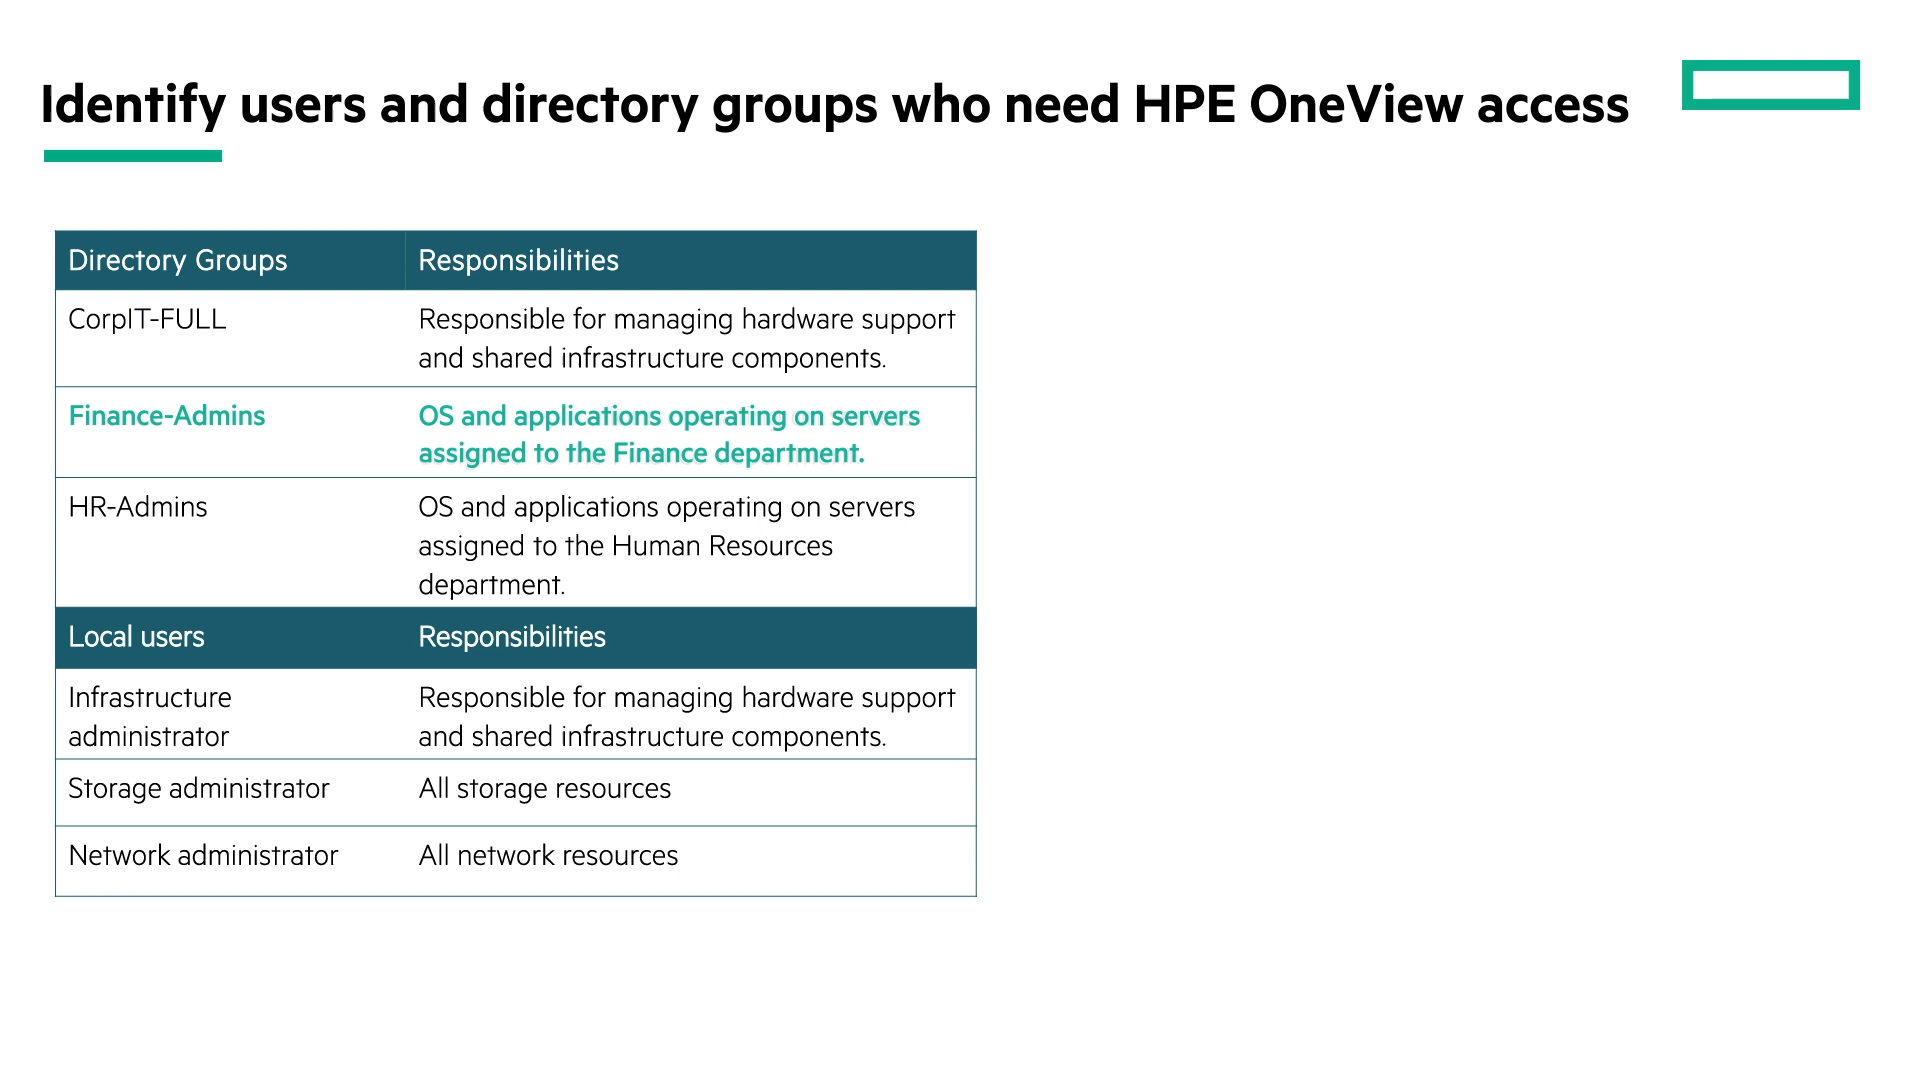 Identify users and directory groups who need HPE OneView access
Directory Groups Responsibilities
CorpIT-FULL Responsible for managing hardware support
and shared infrastructure components.
Finance-Admins OS and applications operating on servers
assigned to the Finance department.
HR-Admins OS and applications operating on servers
assigned to the Human Resources
department.
Local users Responsibilities
Infrastructure Responsible for managing hardware support
administrator and shared infrastructure components.
Storage administrator All storage resources
Network administrator All network resources